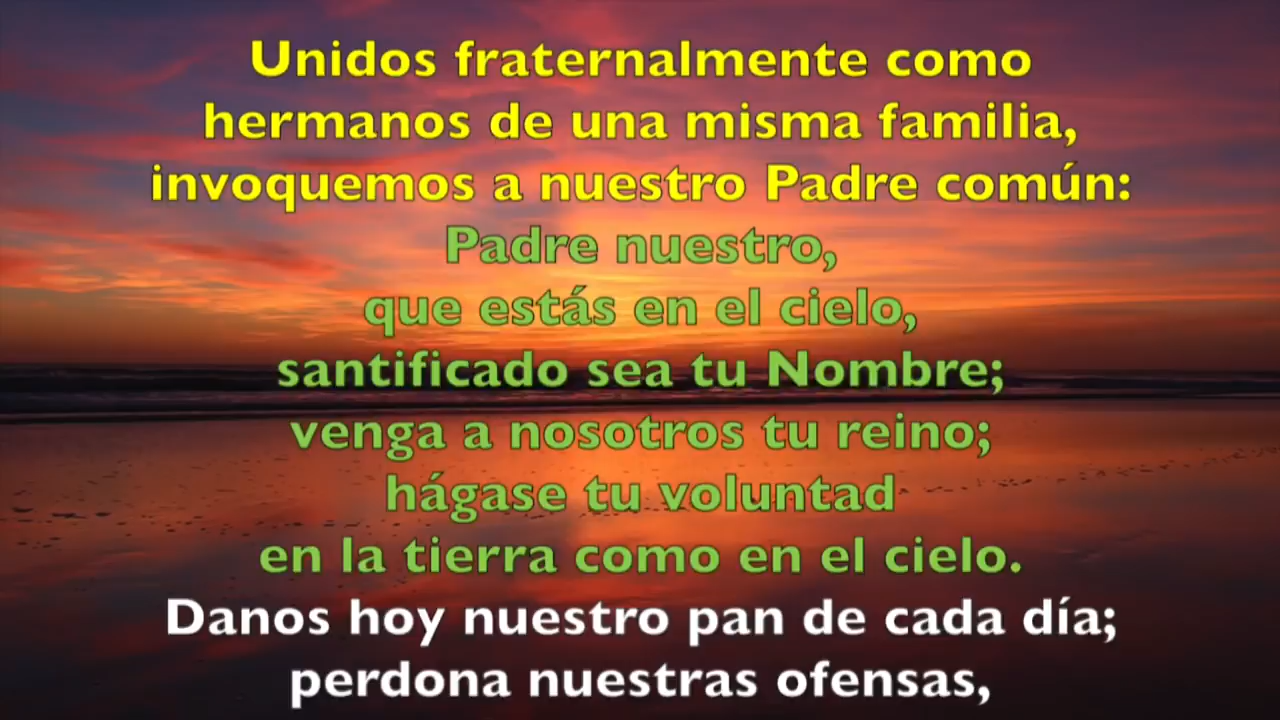 Unidos fraternalmente como
hermanos de una misma familia,
invoquemos a nuestro Padre común:
Padre nuestro,
que estás en el cielo,
santificado sea tu Nombre;
venga a nosotros tu reino;
hágase tu voluntad
en la tierra como en el cielo.
Danos hoy nuestro pan de cada día;
perdona nuestras ofensas,